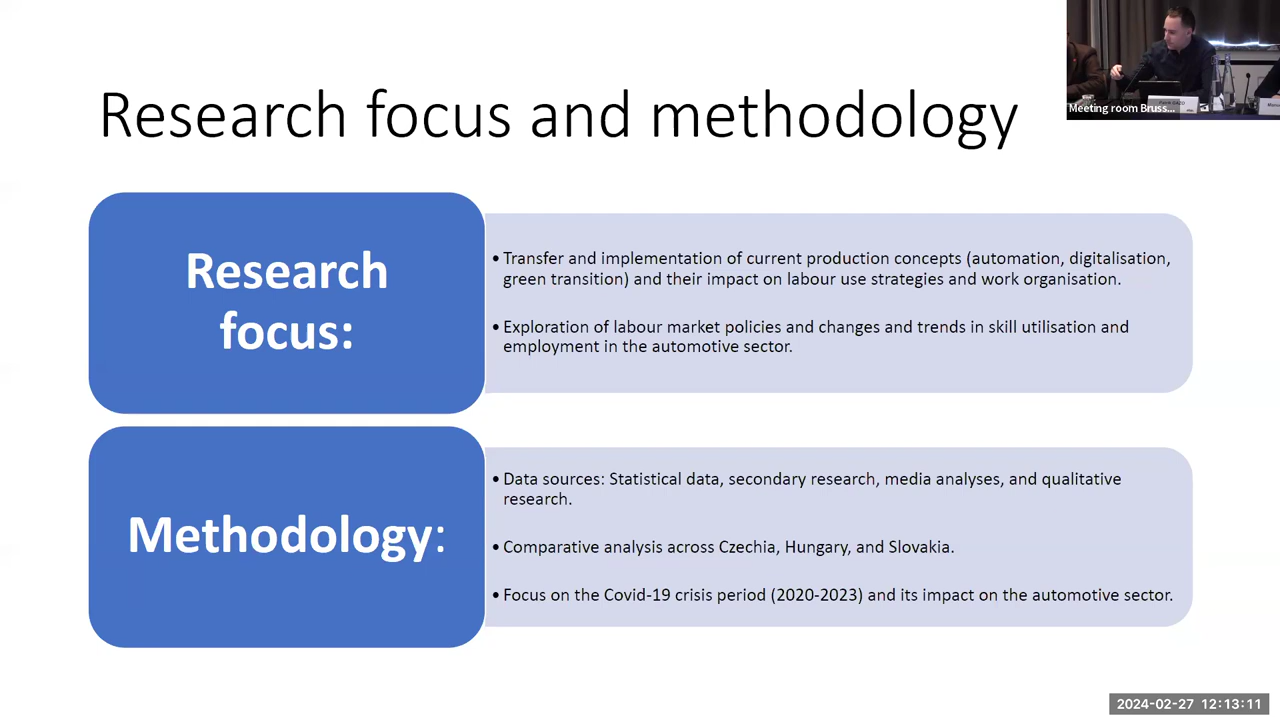 Research focus and methodology
Meeting room Bruss...
Research
focus:
• Transfer and implementation of current production concepts (automation, digitalisation,
green transition) and their impact on labour use strategies and work organisation.
• Exploration of labour market policies and changes and trends in skill utilisation and
employment in the automotive sector.
Methodology:
• Data sources: Statistical data, secondary research, media analyses, and qualitative
research.
• Comparative analysis across Czechia, Hungary, and Slovakia.
• Focus on the Covid-19 crisis period (2020-2023) and its impact on the automotive sector.
2024-02-27 12:13:11